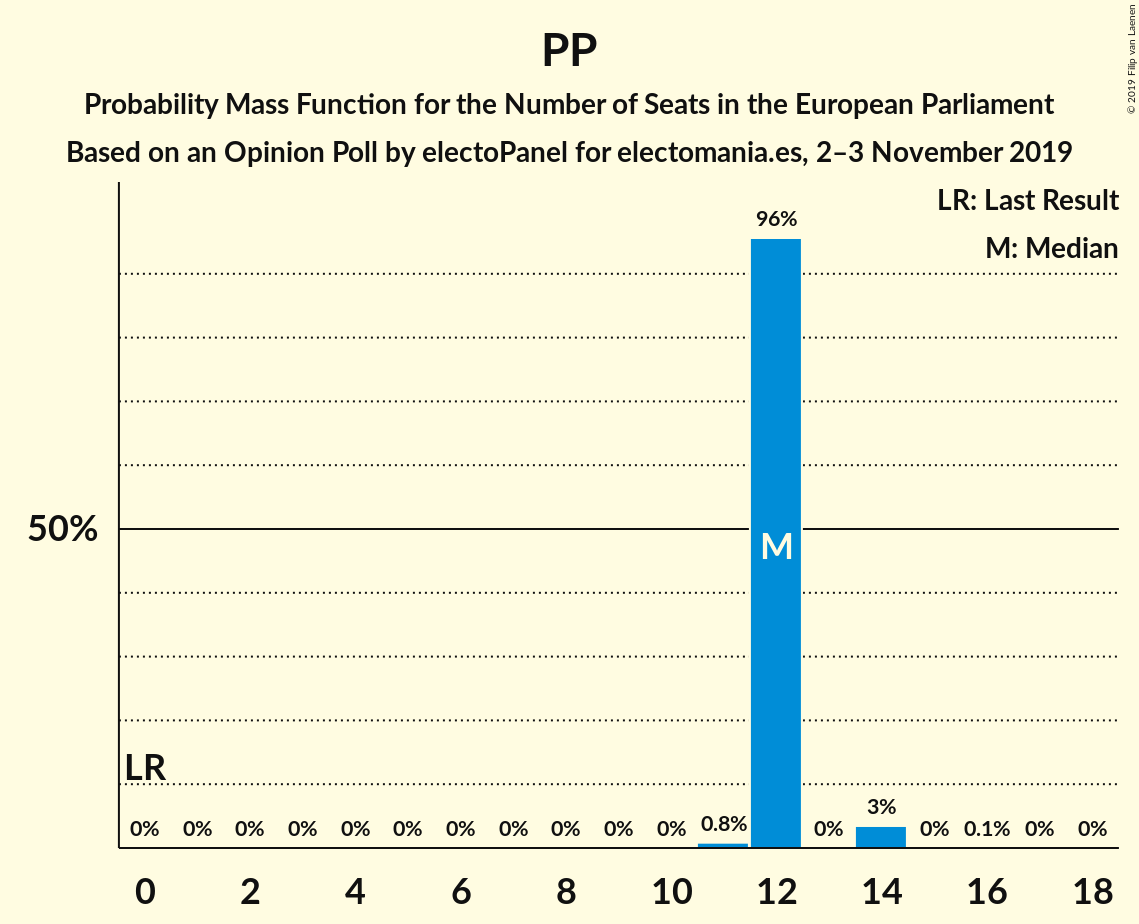 PP
Probability Mass Function for the Number of Seats in the European Parliament
Based on an Opinion Poll by electoPanel for electomania.es, 2–3 November 2019
© 2019 Filip van Laenen
LR: Last Result
M: Median
96%
50%
M
LR
0% 0% 0% 0% 0% 0% 0% 0% 0% 0% 0% 0.8% 0% 3% 0% 0.1% 0% 0%
0 2 4 6 8 10 12 14 16 18